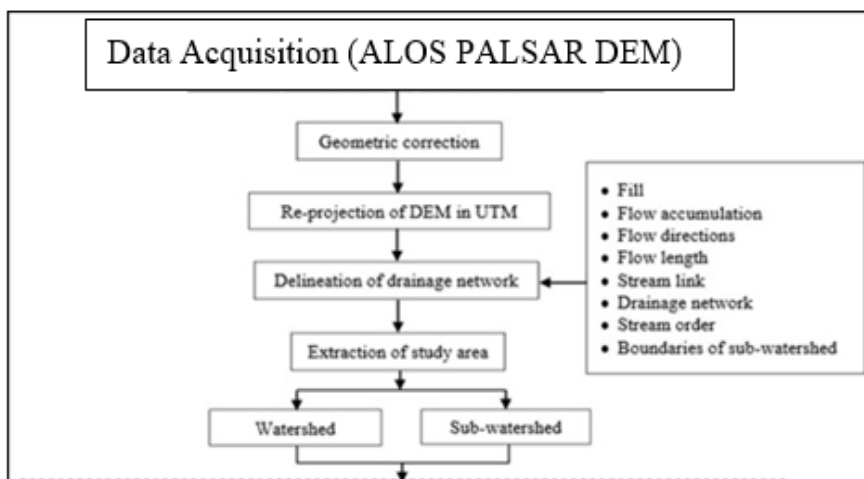 Data Acquisition (ALOS PALSAR DEM)
Geometric correction
Re-projection of DEM in UTM
Delineation of drainage network
Extraction of study area
Watershed
Sub-watershed
• Fill
• Flow accumulation
• Flow directions
• Flow length
• Stream link
• Drainage network
• Stream order
• Boundaries of sub-watershed